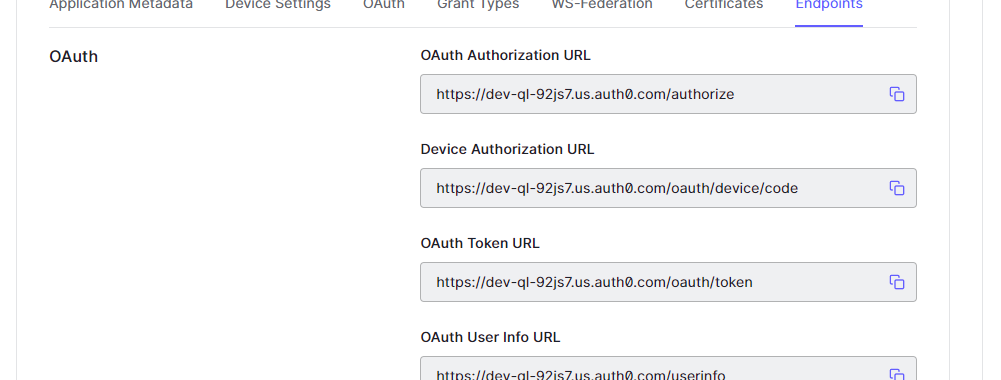 Application Metadata Device Settings OAuth Grant Types WS-Federation Certificates Endpoints
OAuth
OAuth Authorization URL
https://dev-ql-92js7.us.auth0.com/authorize
Device Authorization URL
https://dev-ql-92js7.us.auth0.com/oauth/device/code
OAuth Token URL
https://dev-ql-92js7.us.auth0.com/oauth/token
OAuth User Info URL
https://dev-ql-92js7.us.auth0.com/userinfo